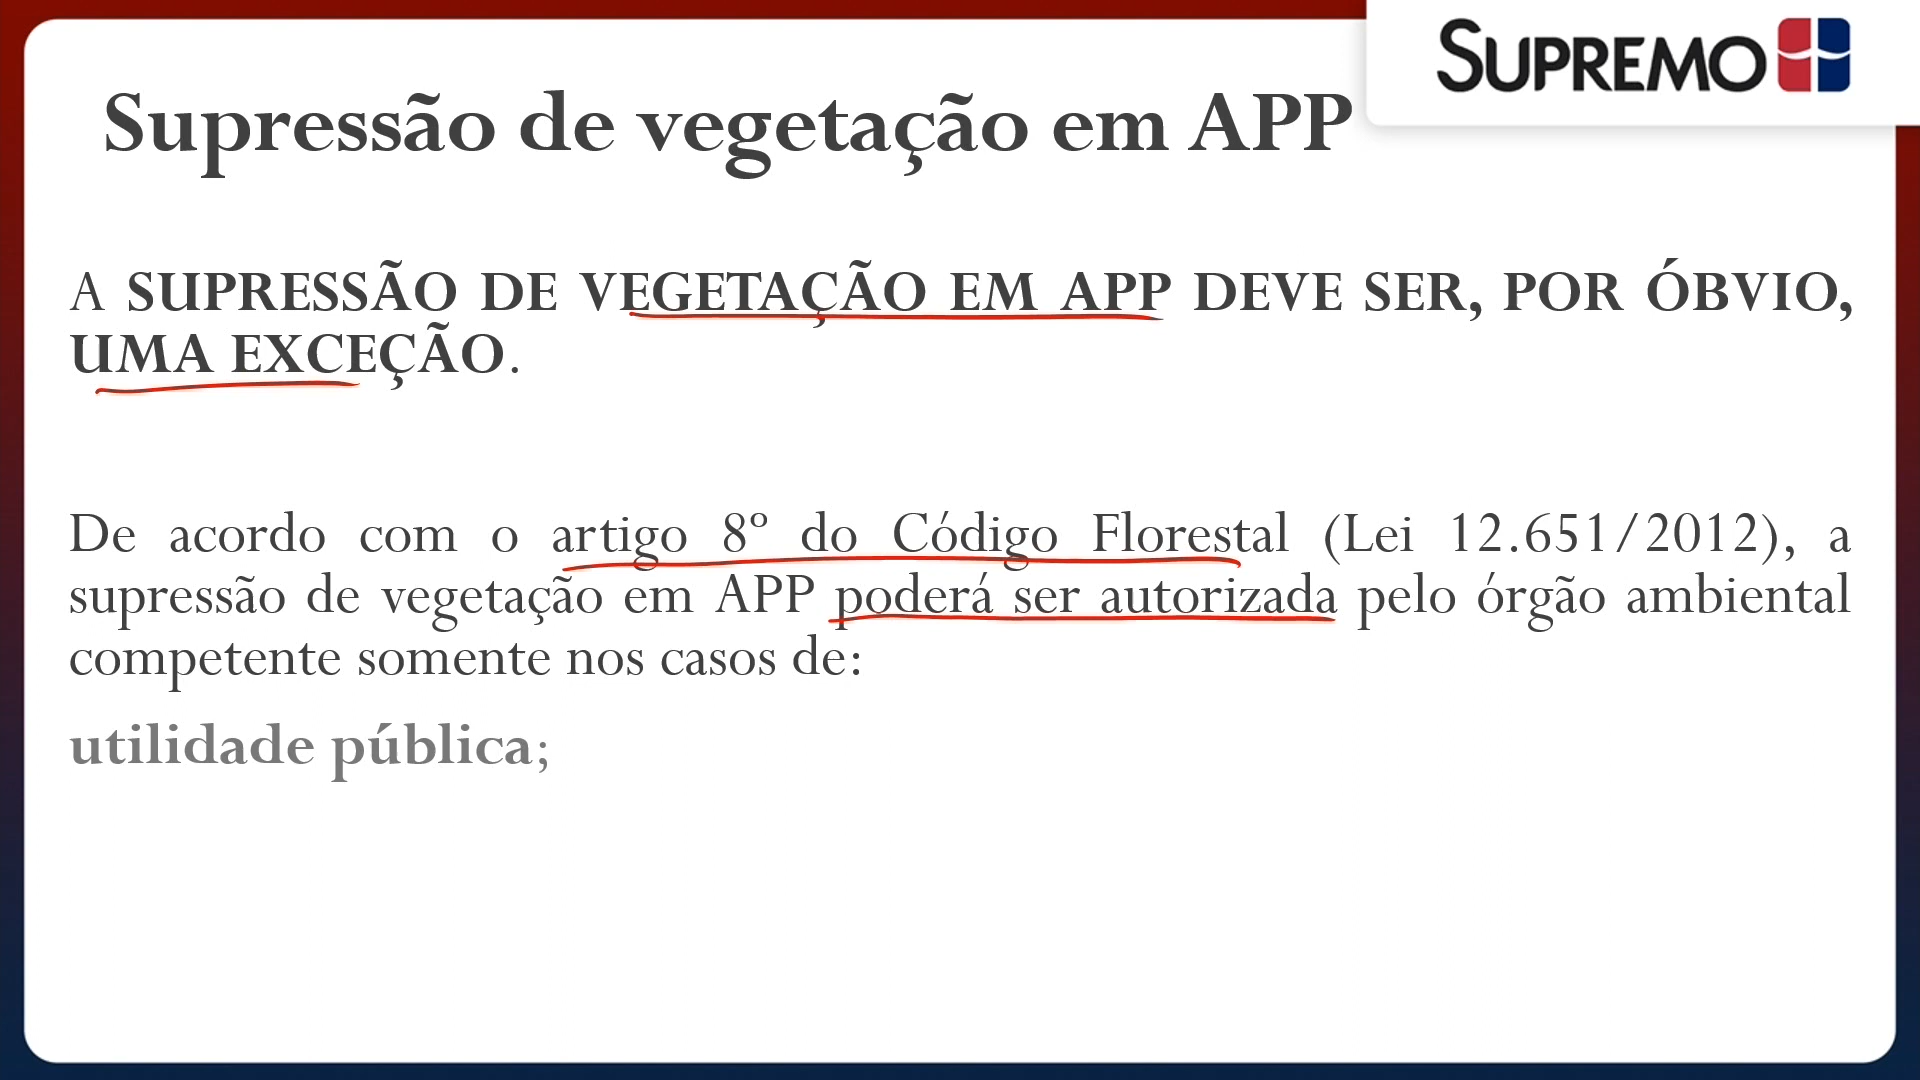 SUPREMO
Supressão de vegetação em APP
A SUPRESSÃO DE VEGETAÇÃO EM APP DEVE SER, POR ÓBVIO,
UMA EXCEÇÃO.
De acordo com o artigo 8º do Código Florestal (Lei 12.651/2012), a
supressão de vegetação em APP poderá ser autorizada pelo órgão ambiental
competente somente nos casos de:
utilidade pública;